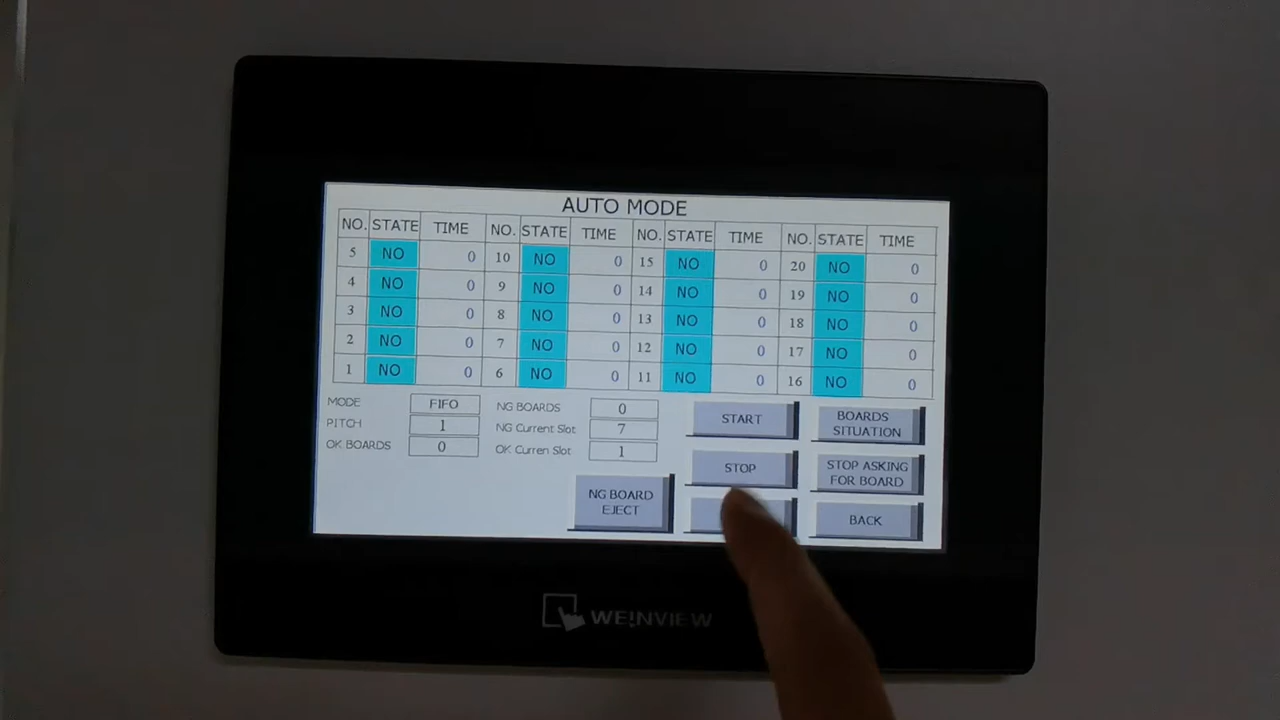 AUTO MODE
NO. STATE TIME NO. STATE TIME NO. STATE TIME NO. STATE TIME
5 NO 0 10 NO 0 15 NO 0 20 NO 0
4 NO 0 9 NO 0 14 NO 0 19 NO 0
3 NO 0 8 NO 0 13 NO 0 18 NO 0
2 NO 0 7 NO 0 12 NO 0 17 NO 0
1 NO 0 6 NO 0 11 NO 0 16 NO 0
MODE FIFO NG BOARDS 0
PITCH 1 NG Current Slot 7
OK BOARDS 0 OK Curren Slot 1
START
BOARDS
SITUATION
STOP
STOP ASKING
FOR BOARD
NG BOARD
EJECT
BACK
WE!NVIEW